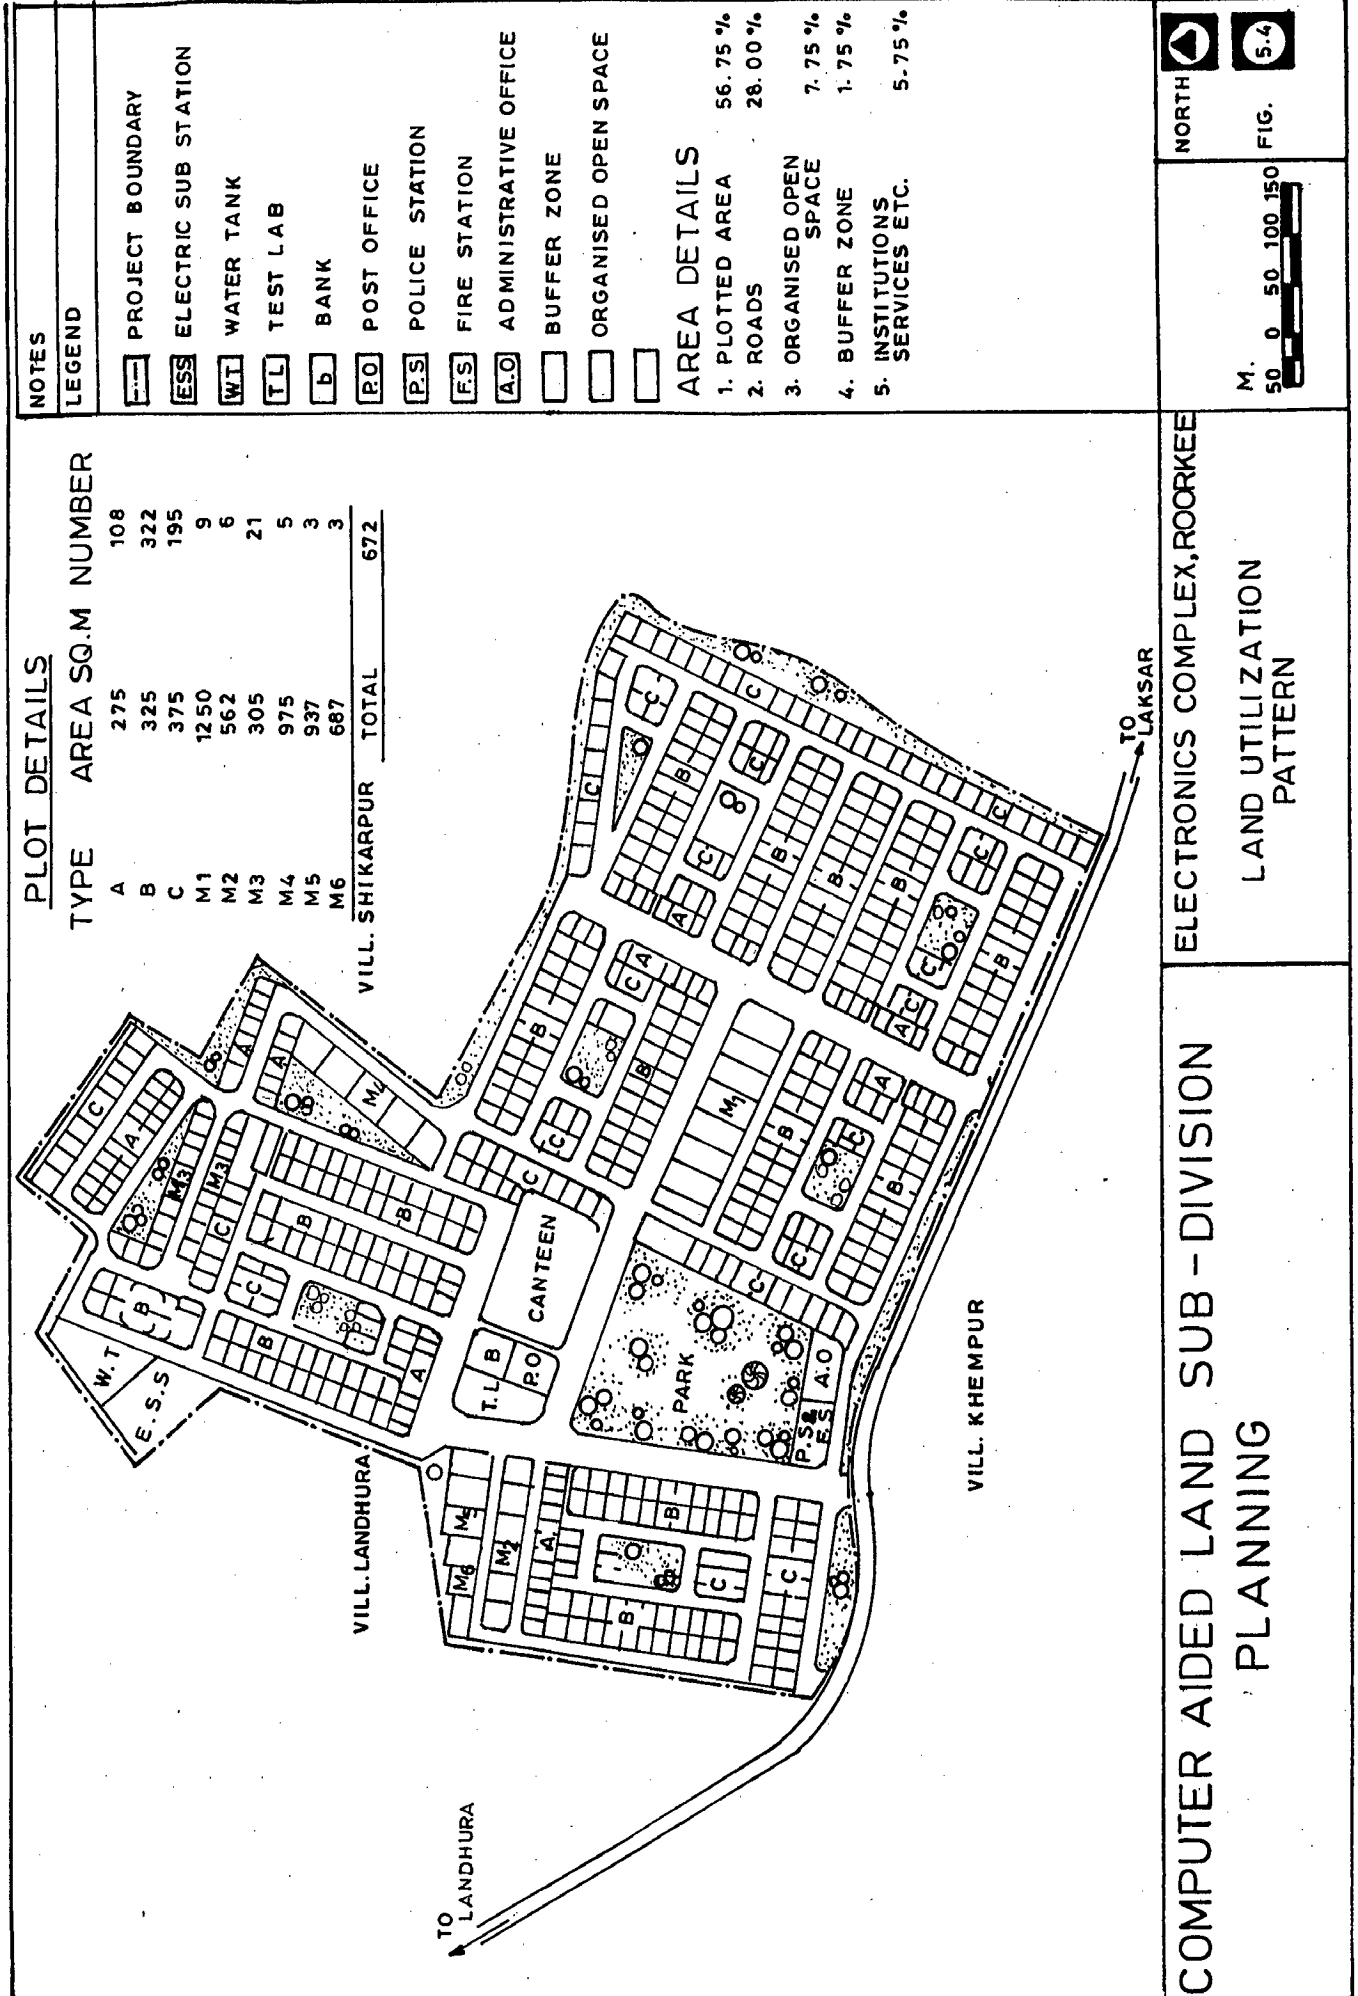 PLOT DETAILS
TYPE AREA SQ.M NUMBER
A 275 108
B 325 322
C 375 195
M1 1250 9
M2 562 6
M3 305 21
M4 975 5
M5 937 3
M6 687 3
TOTAL 672
VILL. SHIKARPUR
VILL. LANDHURA
VILL. KHEMPUR
TO
LANDHURA
TO
LAKSAR
W.T
E.S.S
B
C
A
M3
M3
C
A
A
M4
B
B
C
B
A
T.L
B
P.O
CANTEEN
C
PARK
P.S&
F.S
A.O
C
M5
M6
M2
A
B
B
C
C
B
C
B
C
A
M1
B
C
C
A
B
C
C
B
C
C
A
C
B
B
B
C
C
A
C
B
C
C
NOTES
LEGEND
PROJECT BOUNDARY
ESS ELECTRIC SUB STATION
W.T WATER TANK
T L TEST LAB
b BANK
P.O POST OFFICE
P.S POLICE STATION
F.S FIRE STATION
A.O ADMINISTRATIVE OFFICE
BUFFER ZONE
ORGANISED OPEN SPACE
AREA DETAILS
1. PLOTTED AREA 56.75 %
2. ROADS 28.00 %
3. ORGANISED OPEN
SPACE 7.75 %
4. BUFFER ZONE 1.75 %
5. INSTITUTIONS
SERVICES ETC. 5.75 %
COMPUTER AIDED LAND SUB-DIVISION
PLANNING
ELECTRONICS COMPLEX,ROORKEE
LAND UTILIZATION
PATTERN
M.
50 0 50 100 150
NORTH
FIG. 5.4